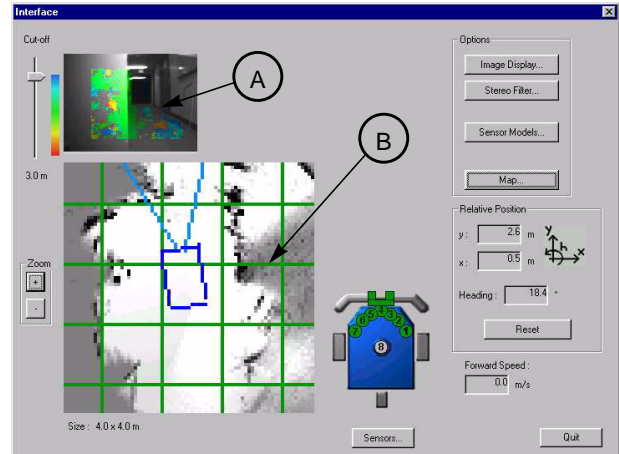 Interface
Cut-off
3.0 m
A
B
Zoom
+
-
Size : 4.0 x 4.0 m
7 6 5 4 3 2 1
8
Sensors...
Options
Image Display...
Stereo Filter...
Sensor Models...
Map...
Relative Position
y : 2.6 m
x : 0.5 m
y h x
Heading : 18.4 °
Reset
Forward Speed :
0.0 m/s
Quit